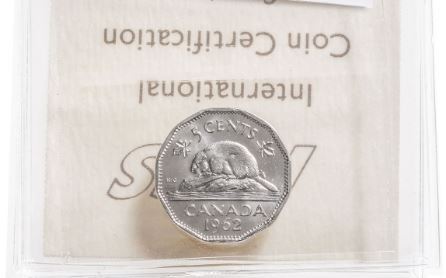 International
Coin Certification
5 CENTS
K·G
CANADA
1962